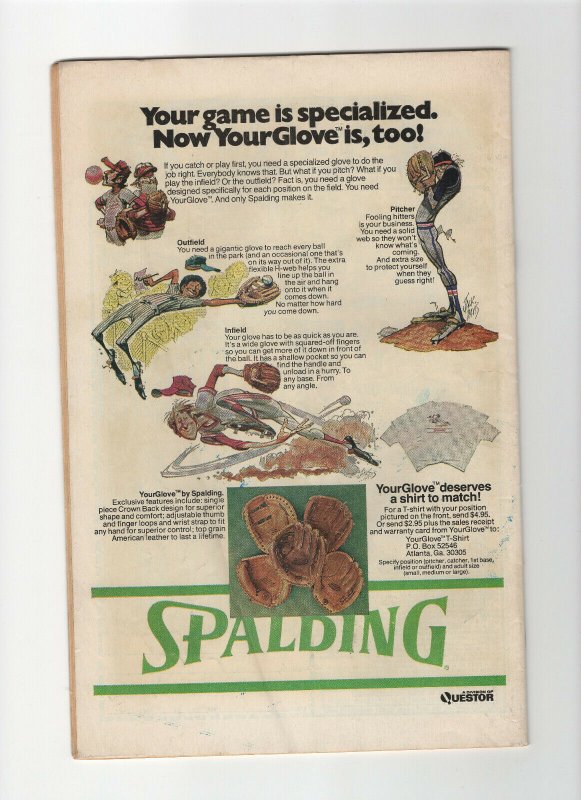 Your game is specialized.
Now YourGlove™ is, too!
If you catch or play first, you need a specialized glove to do the
job right. Everybody knows that. But what if you pitch? What if you
play the infield? Or the outfield? Fact is, you need a glove
designed specifically for each position on the field. You need
YourGlove™. And only Spalding makes it.
Pitcher
Fooling hitters
is your business.
You need a solid
web so they won't
know what's
coming.
And extra size
to protect yourself
when they
guess right!
Outfield
You need a gigantic glove to reach every ball
in the park (and an occasional one that's
on its way out of it). The extra
flexible H-web helps you
line up the ball in
the air and hang
onto it when it
comes down.
No matter how hard
you come down.
Infield
Your glove has to be as quick as you are.
It's a wide glove with squared-off fingers
so you can get more of it down in front of
the ball. It has a shallow pocket so you can
find the handle and
unload in a hurry. To
any base. From
any angle.
YourGlove™ by Spalding.
Exclusive features include: single
piece Crown Back design for superior
shape and comfort; adjustable thumb
and finger loops and wrist strap to fit
any hand for superior control; top grain
American leather to last a lifetime.
YourGlove™ deserves
a shirt to match!
For a T-shirt with your position
pictured on the front, send $4.95.
Or send $2.95 plus the sales receipt
and warranty card from YourGlove™ to:
YourGlove™ T-Shirt
P.O. Box 52546
Atlanta, Ga. 30305
Specify position (pitcher, catcher, 1st base,
infield or outfield) and adult size
(small, medium or large).
SPALDING
A DIVISION OF
QUESTOR